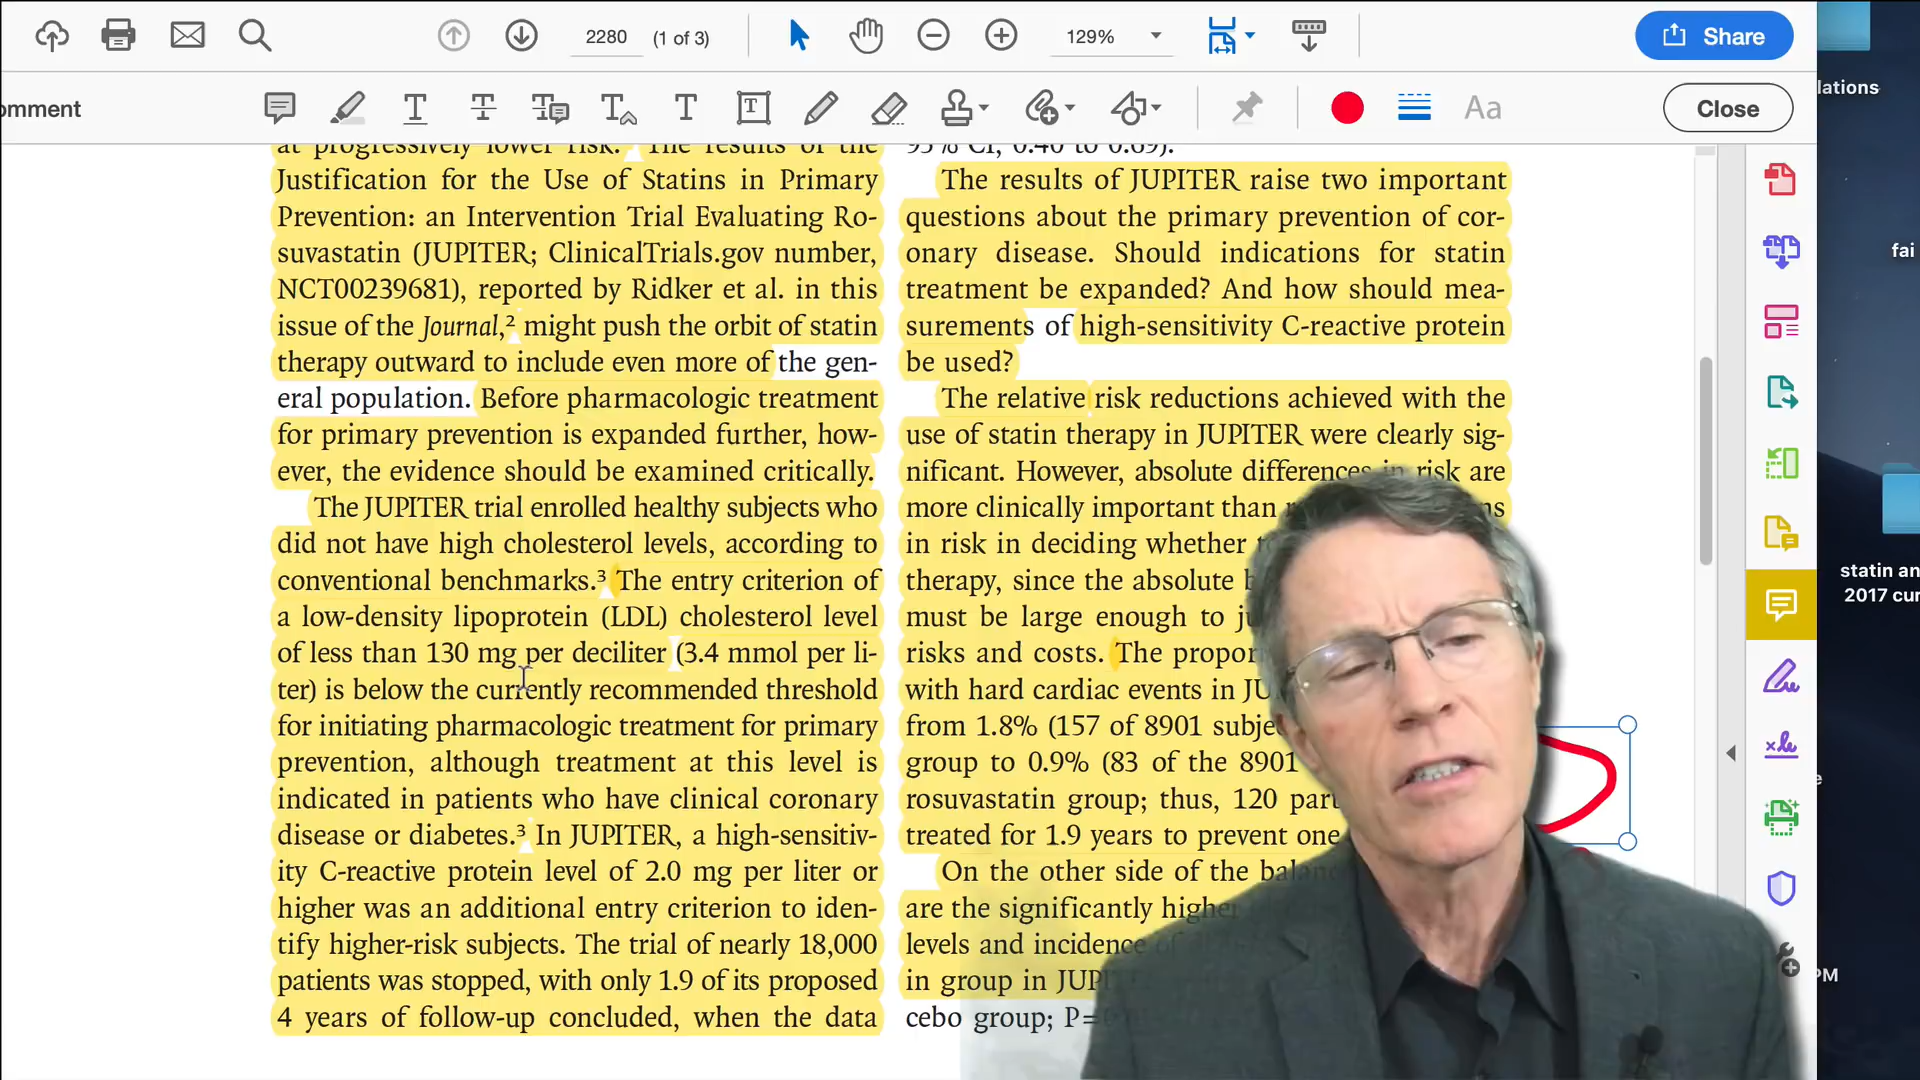 2280 (1 of 3)
129%
Share
lations
omment
T
T
T
T
T
T
Aa
Close
at progressively lower risk. The results of the
Justification for the Use of Statins in Primary
Prevention: an Intervention Trial Evaluating Ro-
suvastatin (JUPITER; ClinicalTrials.gov number,
NCT00239681), reported by Ridker et al. in this
issue of the Journal,² might push the orbit of statin
therapy outward to include even more of the gen-
eral population. Before pharmacologic treatment
for primary prevention is expanded further, how-
ever, the evidence should be examined critically.
The JUPITER trial enrolled healthy subjects who
did not have high cholesterol levels, according to
conventional benchmarks.³ The entry criterion of
a low-density lipoprotein (LDL) cholesterol level
of less than 130 mg per deciliter (3.4 mmol per li-
ter) is below the currently recommended threshold
for initiating pharmacologic treatment for primary
prevention, although treatment at this level is
indicated in patients who have clinical coronary
disease or diabetes.³ In JUPITER, a high-sensitiv-
ity C-reactive protein level of 2.0 mg per liter or
higher was an additional entry criterion to iden-
tify higher-risk subjects. The trial of nearly 18,000
patients was stopped, with only 1.9 of its proposed
4 years of follow-up concluded, when the data
95% CI, 0.40 to 0.69).
The results of JUPITER raise two important
questions about the primary prevention of cor-
onary disease. Should indications for statin
treatment be expanded? And how should mea-
surements of high-sensitivity C-reactive protein
be used?
The relative risk reductions achieved with the
use of statin therapy in JUPITER were clearly sig-
nificant. However, absolute differences in risk are
more clinically important than
in risk in deciding whether
therapy, since the absolute
must be large enough to
risks and costs. The
with hard cardiac events in
from 1.8% (157 of 8901
group to 0.9% (83 of the 8901
rosuvastatin group; thus, 120
treated for 1.9 years to prevent one
On the other side of the
are the significantly higher
levels and incidence of
in group in
cebo group; P=
fai
statin an
2017 cur
e
PM